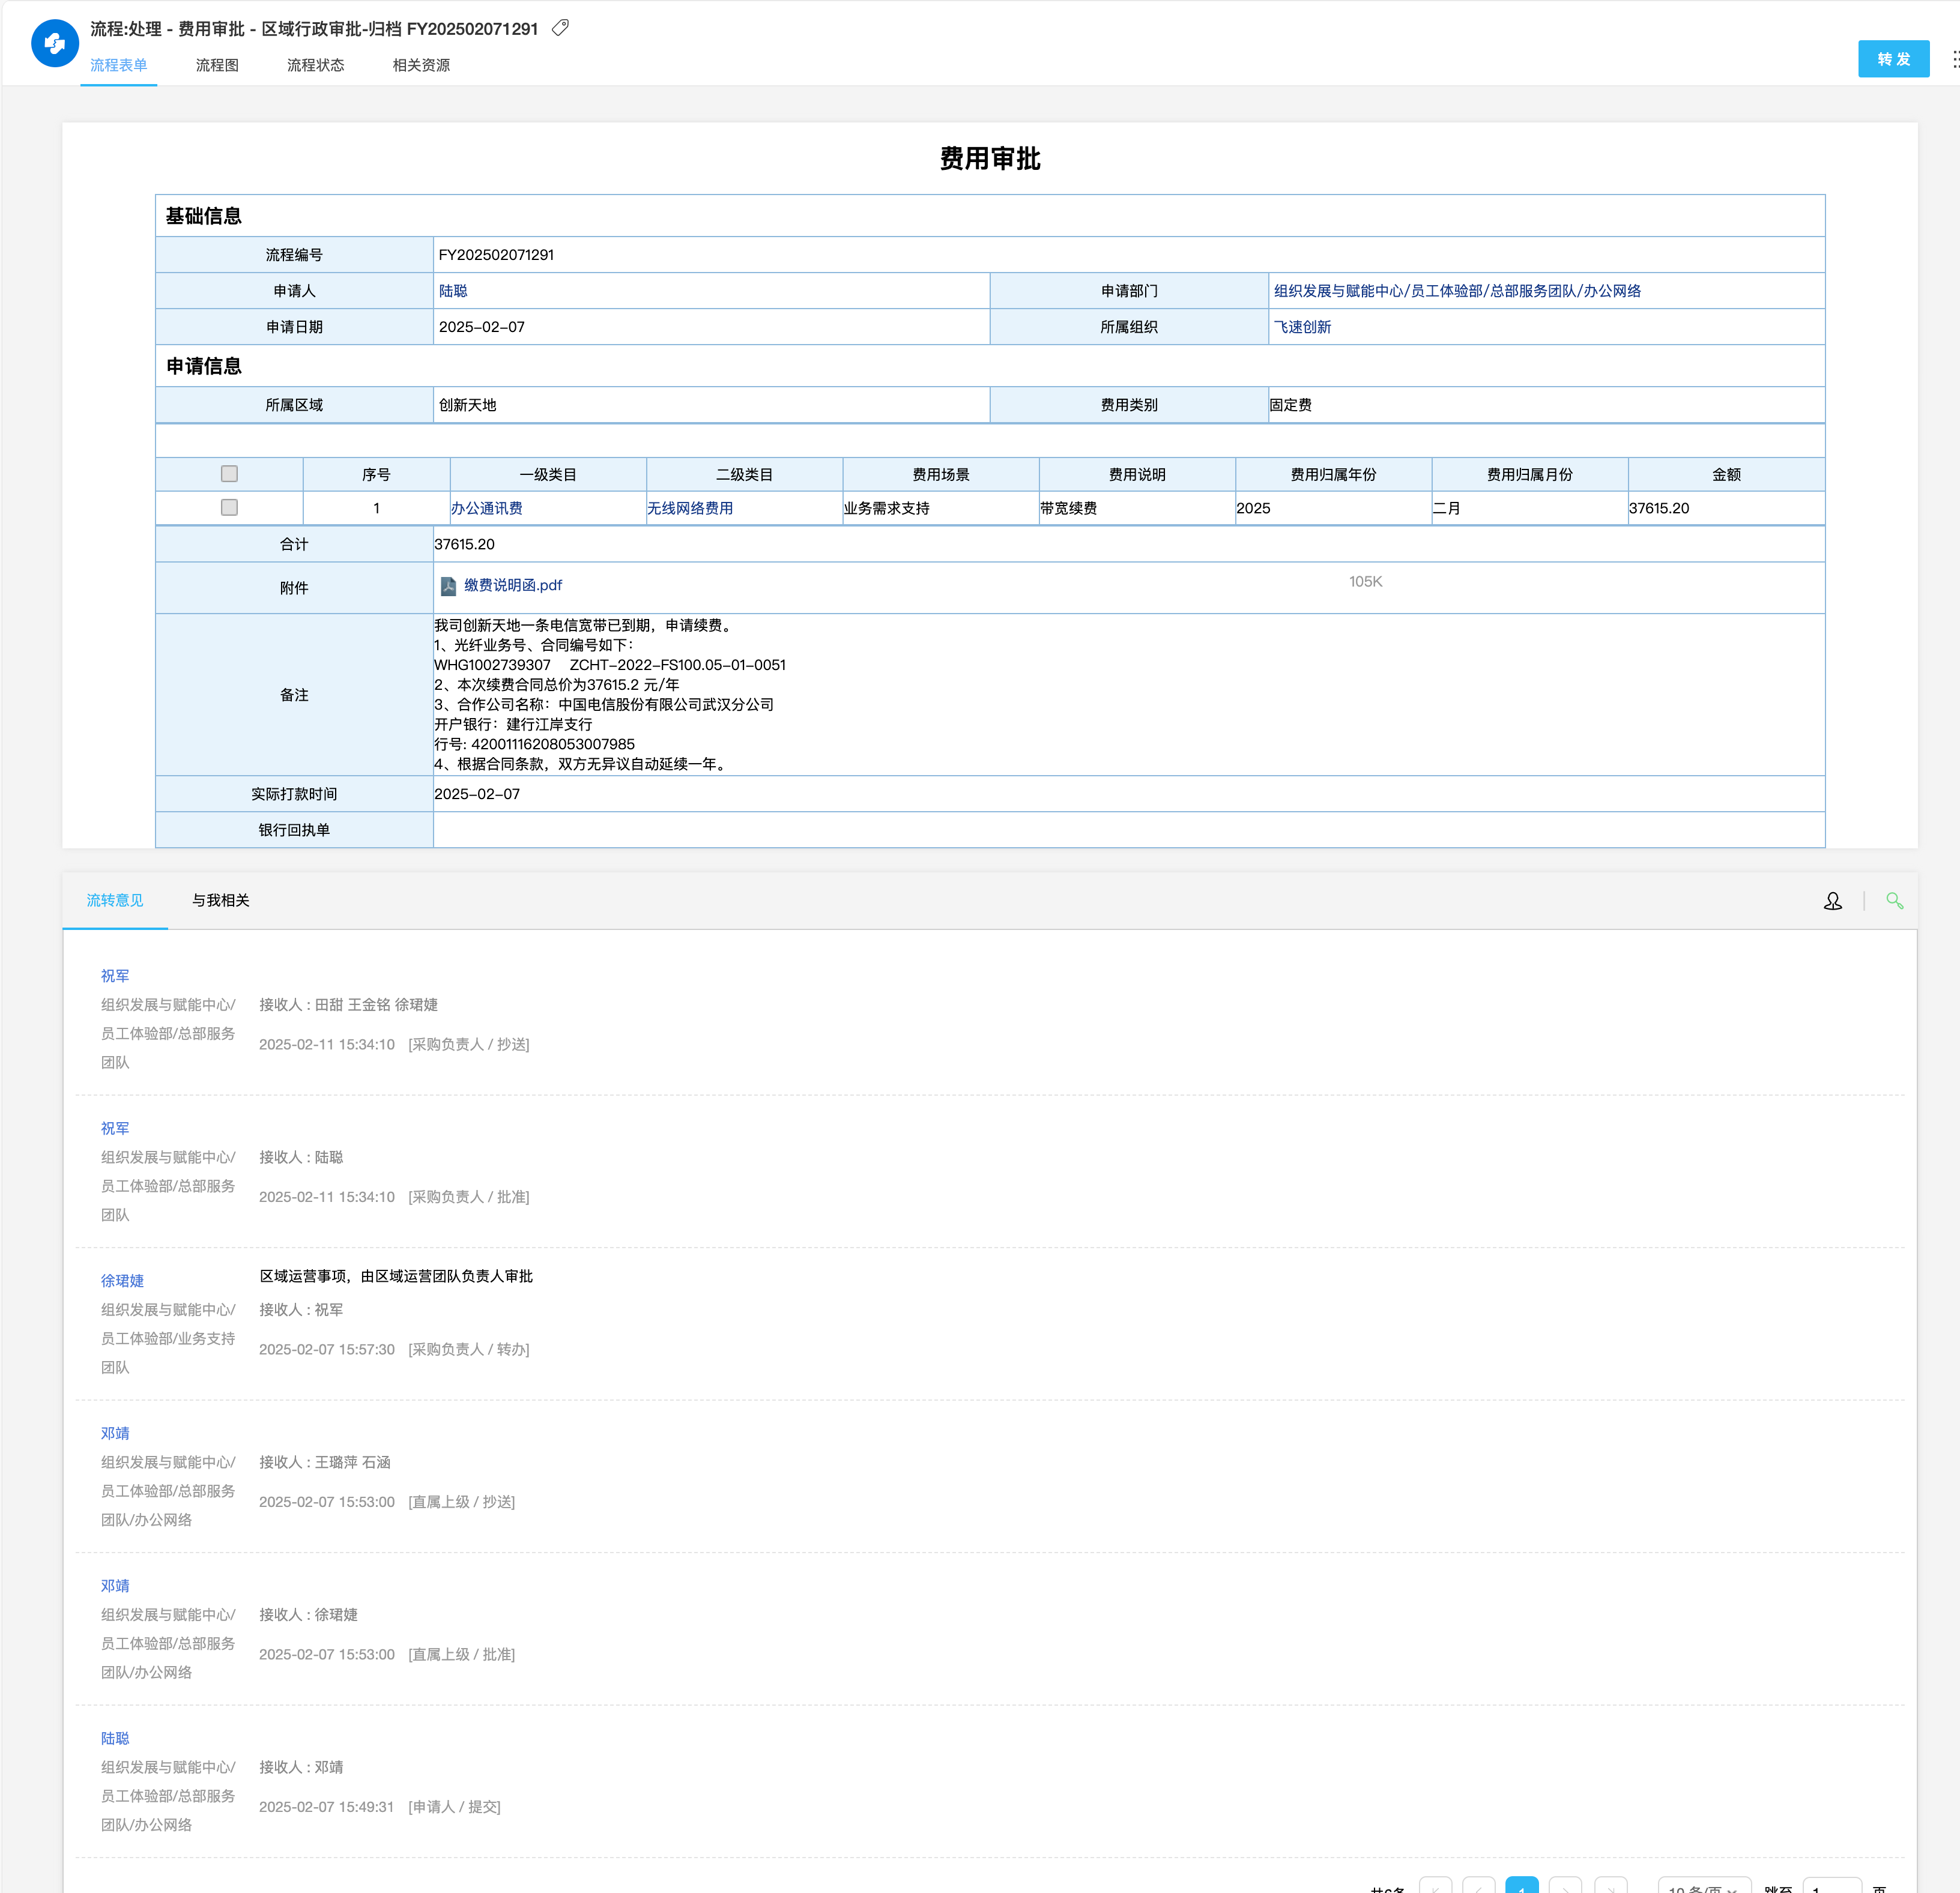 流程:处理 - 费用审批 - 区域行政审批-归档 FY202502071291
流程表单 流程图 流程状态 相关资源
转 发
费用审批
基础信息
流程编号 FY202502071291
申请人 陆聪 申请部门 组织发展与赋能中心/员工体验部/总部服务团队/办公网络
申请日期 2025-02-07 所属组织 飞速创新
申请信息
所属区域 创新天地 费用类别 固定费
序号 一级类目 二级类目 费用场景 费用说明 费用归属年份 费用归属月份 金额
1 办公通讯费 无线网络费用 业务需求支持 带宽续费 2025 二月 37615.20
合计 37615.20
附件 缴费说明函.pdf 105K
备注
我司创新天地一条电信宽带已到期，申请续费。
1、光纤业务号、合同编号如下：
WHG1002739307 ZCHT-2022-FS100.05-01-0051
2、本次续费合同总价为37615.2 元/年
3、合作公司名称：中国电信股份有限公司武汉分公司
开户银行：建行江岸支行
行号: 42001116208053007985
4、根据合同条款，双方无异议自动延续一年。
实际打款时间 2025-02-07
银行回执单
流转意见 与我相关
祝军
组织发展与赋能中心/ 接收人 : 田甜 王金铭 徐珺婕
员工体验部/总部服务
2025-02-11 15:34:10 [采购负责人 / 抄送]
团队
祝军
组织发展与赋能中心/ 接收人 : 陆聪
员工体验部/总部服务
2025-02-11 15:34:10 [采购负责人 / 批准]
团队
徐珺婕 区域运营事项，由区域运营团队负责人审批
组织发展与赋能中心/ 接收人 : 祝军
员工体验部/业务支持
2025-02-07 15:57:30 [采购负责人 / 转办]
团队
邓靖
组织发展与赋能中心/ 接收人 : 王璐萍 石涵
员工体验部/总部服务
2025-02-07 15:53:00 [直属上级 / 抄送]
团队/办公网络
邓靖
组织发展与赋能中心/ 接收人 : 徐珺婕
员工体验部/总部服务
2025-02-07 15:53:00 [直属上级 / 批准]
团队/办公网络
陆聪
组织发展与赋能中心/ 接收人 : 邓靖
员工体验部/总部服务
2025-02-07 15:49:31 [申请人 / 提交]
团队/办公网络
共6条 1 10 条/页 跳至 1 页